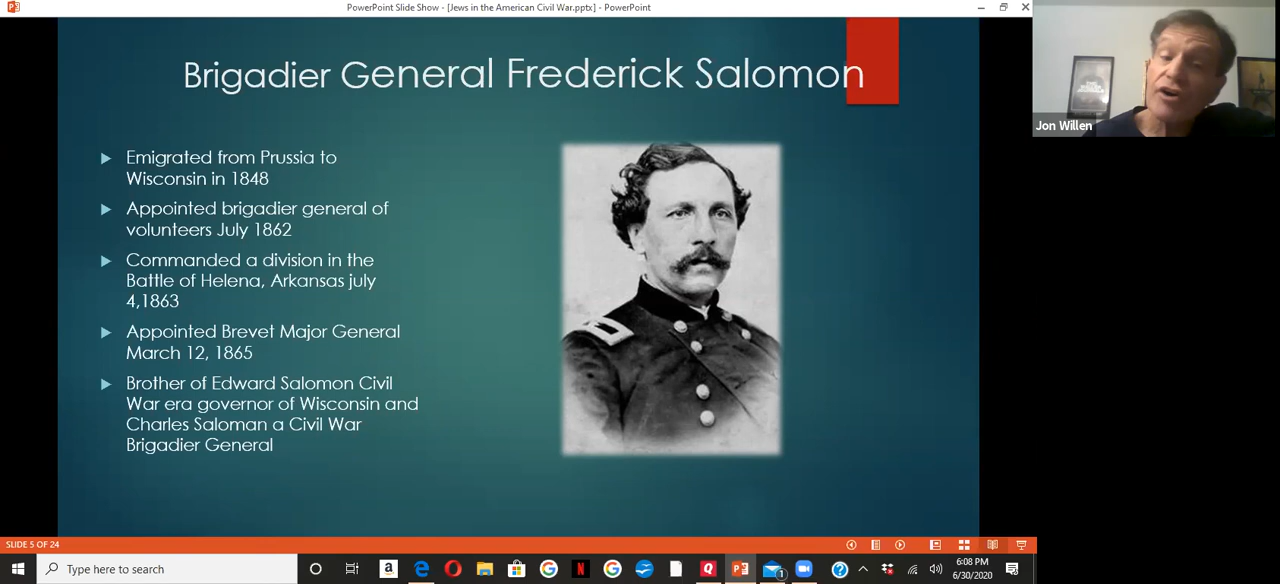 PowerPoint Slide Show - [Jews in the American Civil War.pptx] - PowerPoint
Brigadier General Frederick Salomon
Emigrated from Prussia to
Wisconsin in 1848
Appointed brigadier general of
volunteers July 1862
Commanded a division in the
Battle of Helena, Arkansas july
4,1863
Appointed Brevet Major General
March 12, 1865
Brother of Edward Salomon Civil
War era governor of Wisconsin and
Charles Saloman a Civil War
Brigadier General
Jon Willen
SLIDE 5 OF 24
Type here to search
6:08 PM
6/30/2020